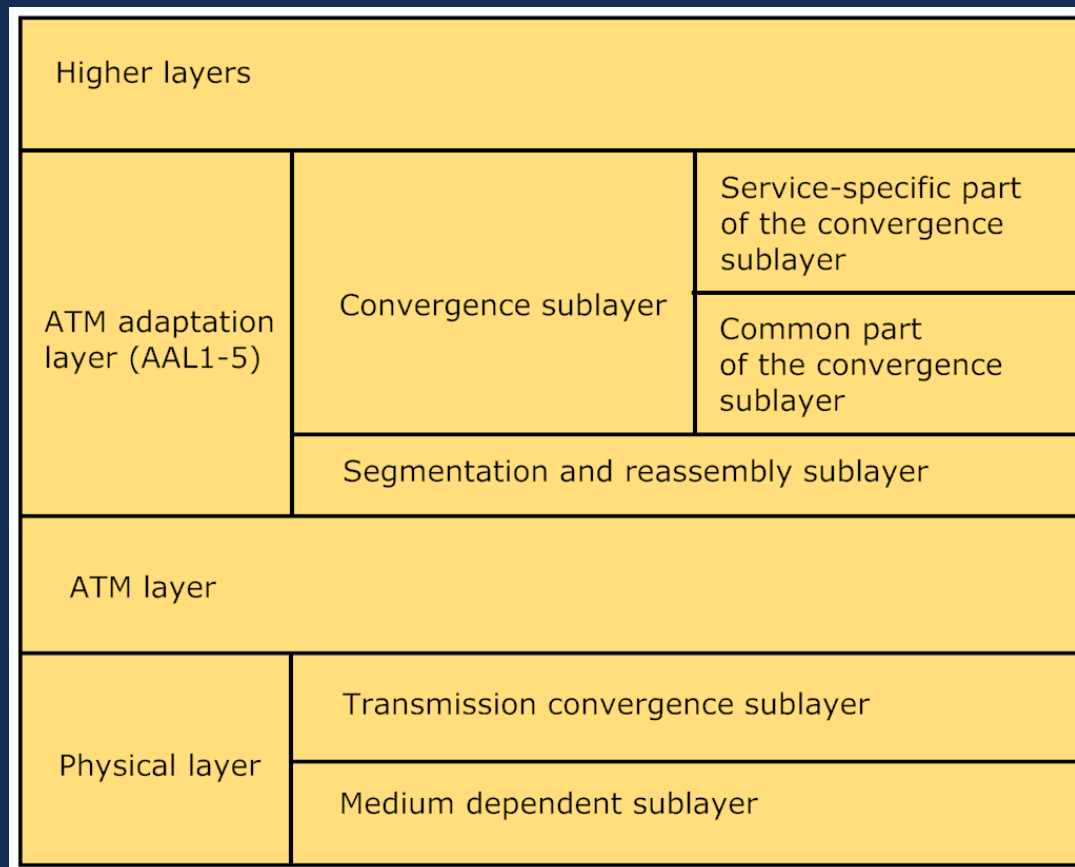 Higher layers
ATM adaptation
layer (AAL1-5)
Convergence sublayer
Service-specific part
of the convergence
sublayer
Common part
of the convergence
sublayer
Segmentation and reassembly sublayer
ATM layer
Physical layer
Transmission convergence sublayer
Medium dependent sublayer